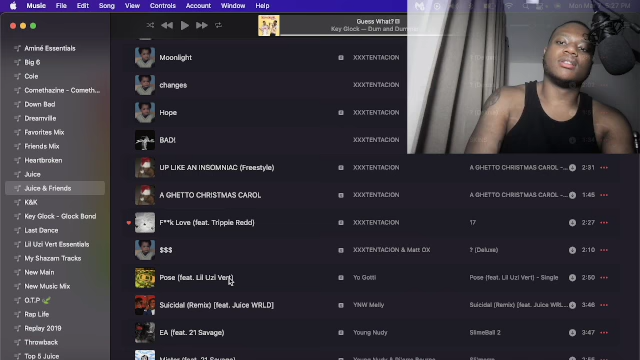 Music File Edit Song View Controls Account Window Help
Guess What? E
Key Glock — Dum and Dum
Aminé Essentials
Big 6
Cole
Comethazine - Cometh...
Down Bad
Dreamville
Favorites Mix
Friends Mix
Heartbroken
Juice
Juice & Friends
K&K
Key Glock - Glock Bond
Last Dance
Lil Uzi Vert Essentials
My Shazam Tracks
New Main
New Music Mix
O.T.P
Rap Life
Replay 2019
Throwback
Top 5 Juice
Moonlight XXXTENTACION
changes XXXTENTACION
Hope XXXTENTACION
BAD! XXXTENTACION
UP LIKE AN INSOMNIAC (Freestyle) XXXTENTACION A GHETTO CHRISTMAS CAROL -... 2:31
A GHETTO CHRISTMAS CAROL XXXTENTACION A GHETTO CHRISTMAS CAROL -... 1:45
F**k Love (feat. Trippie Redd) XXXTENTACION 17 2:27
$$$ XXXTENTACION & Matt OX ? (Deluxe) 2:10
Pose (feat. Lil Uzi Vert) Yo Gotti Pose (feat. Lil Uzi Vert) - Single 2:50
Suicidal (Remix) [feat. Juice WRLD] YNW Melly Suicidal (Remix) [feat. Juice WRL... 3:46
EA (feat. 21 Savage) Young Nudy SlimeBall 2 3:47